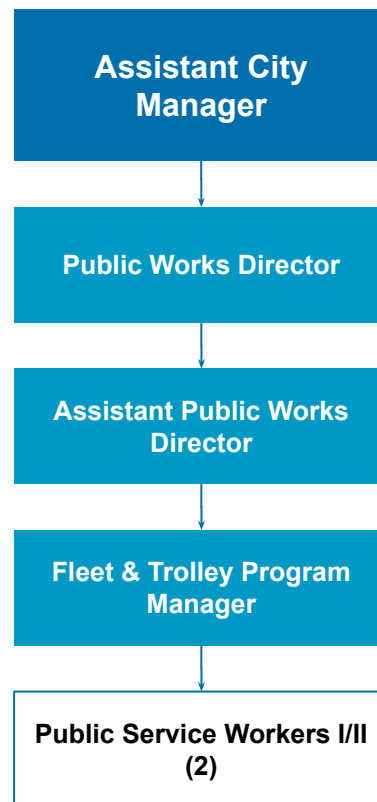 Assistant City
Manager
Public Works Director
Assistant Public Works
Director
Fleet & Trolley Program
Manager
Public Service Workers I/II
(2)